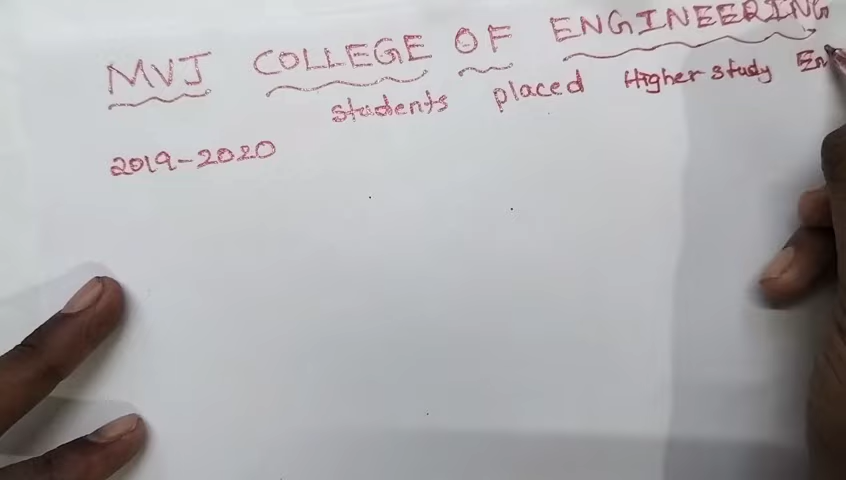 MVJ COLLEGE OF ENGINEERING
students placed Higher study
2019-2020